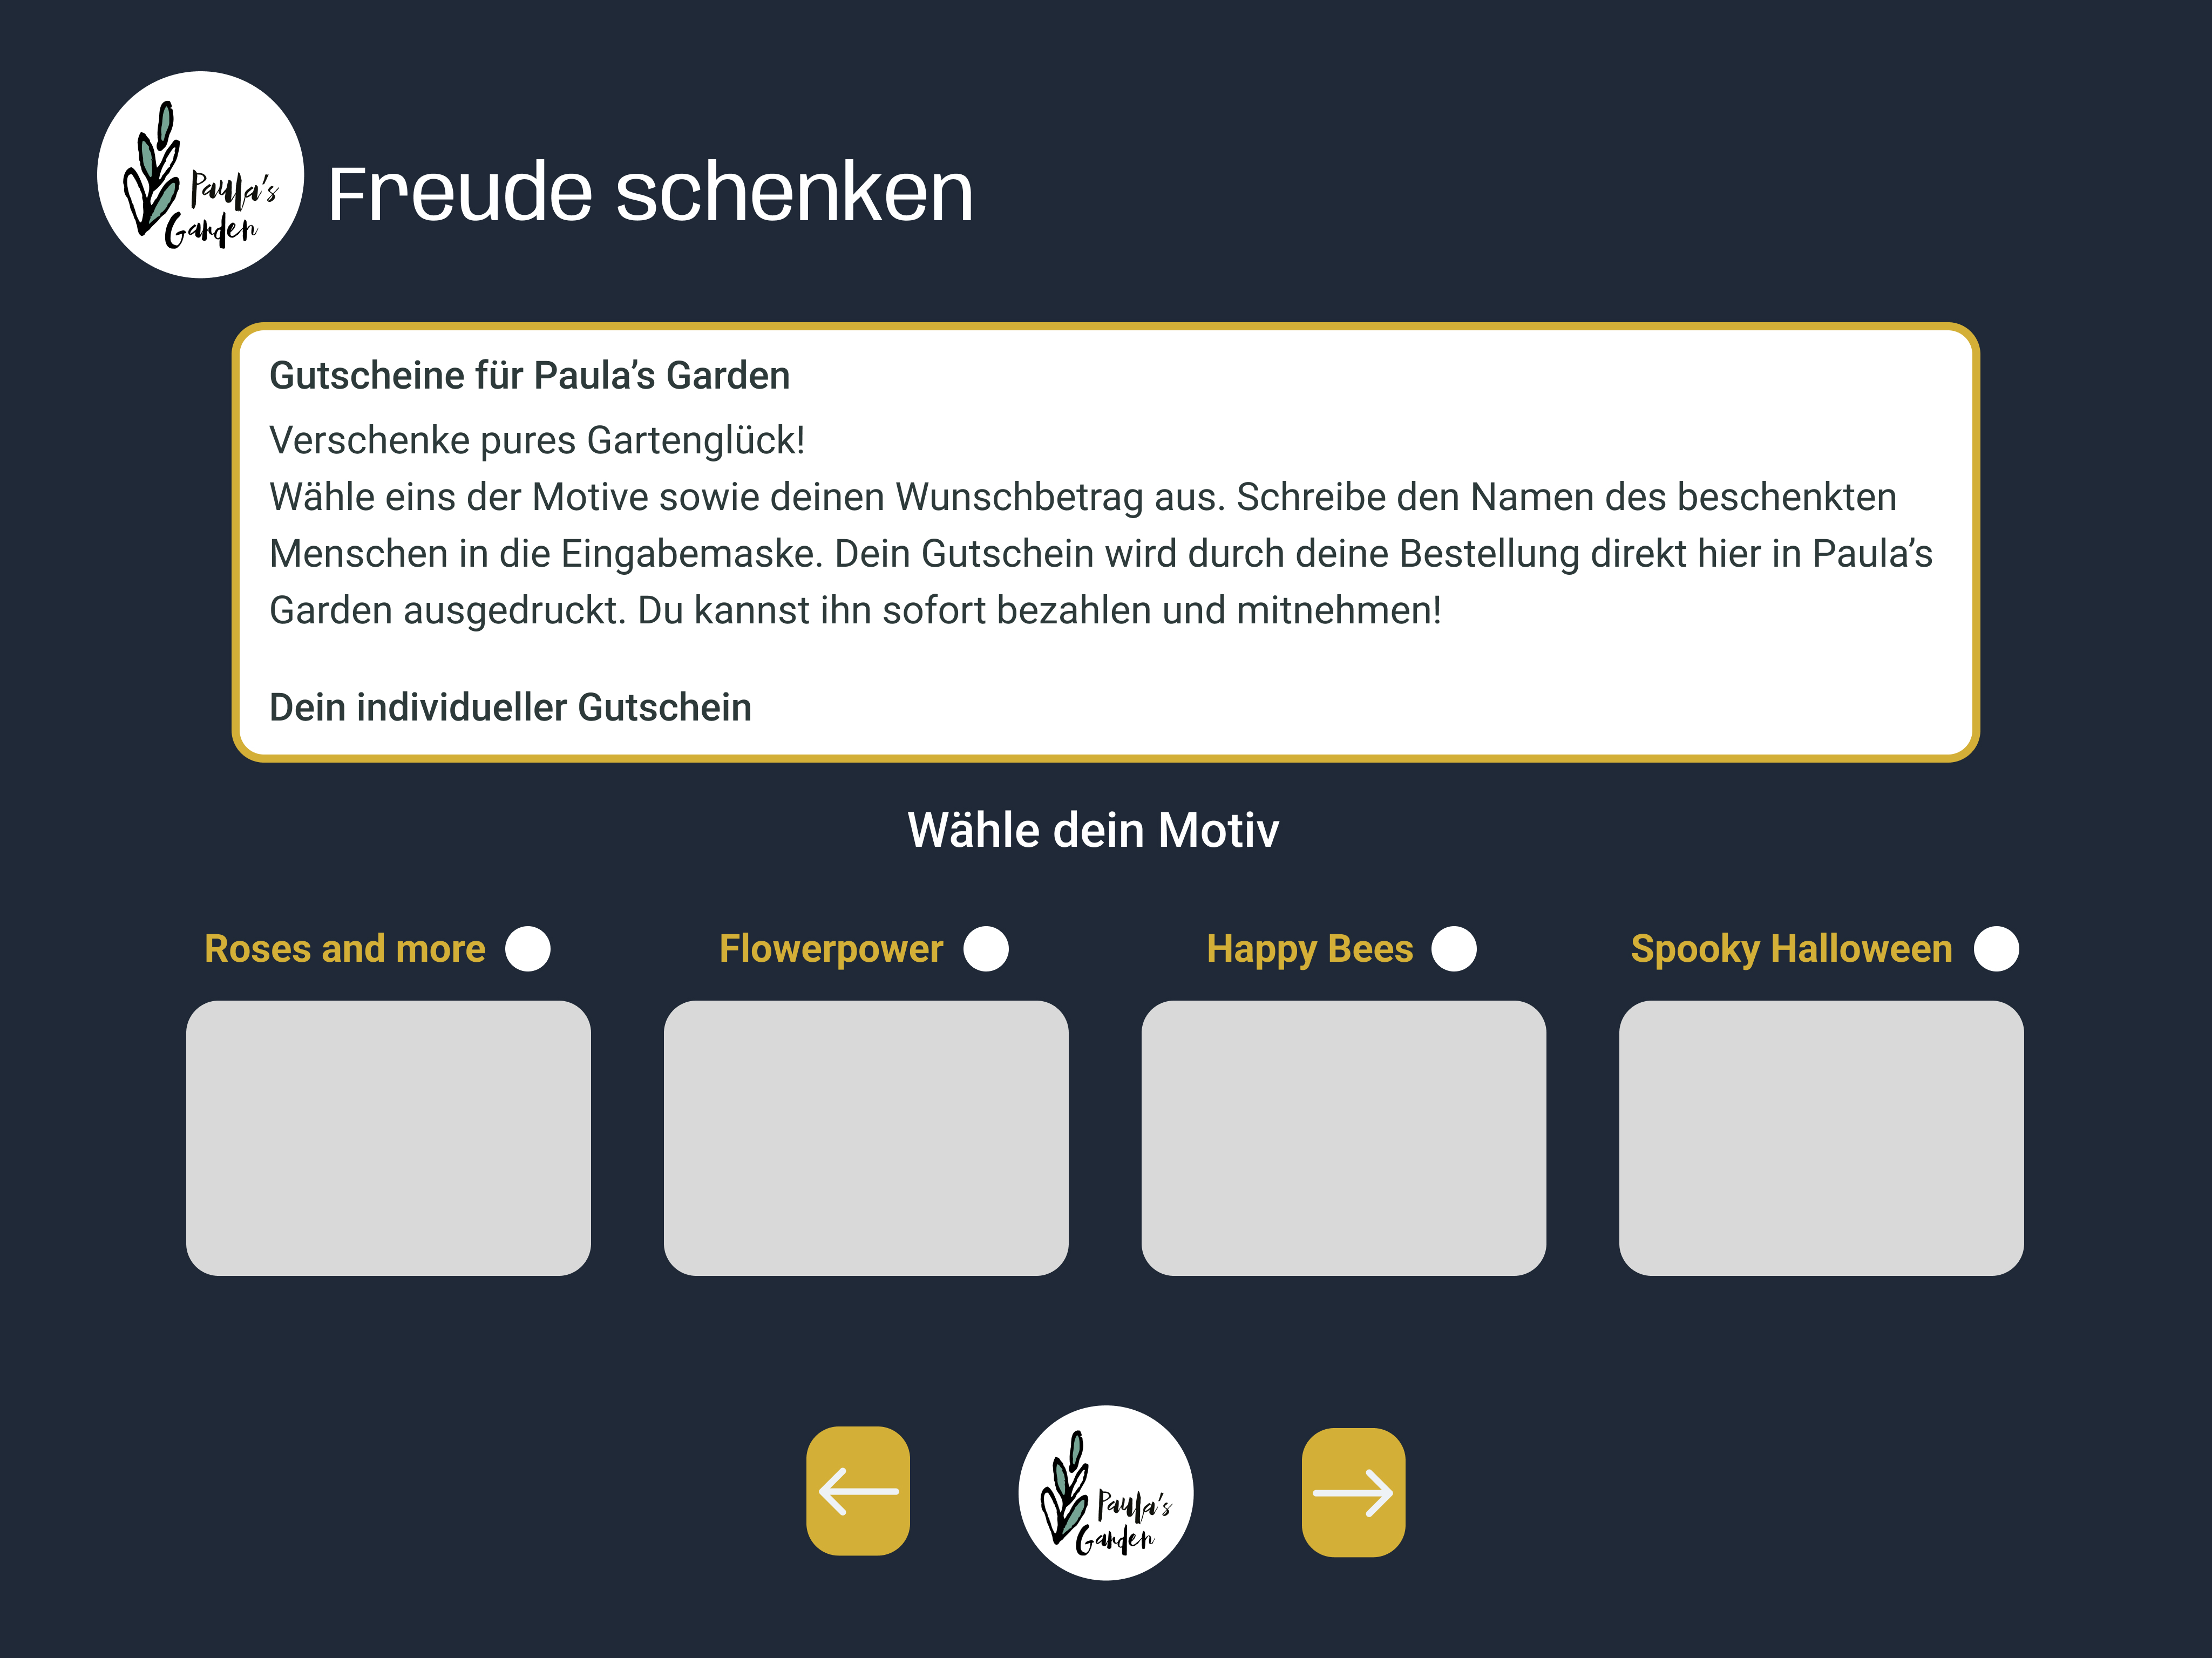 Paula's
Garden
Freude schenken
Gutscheine für Paula’s Garden
Verschenke pures Gartenglück!
Wähle eins der Motive sowie deinen Wunschbetrag aus. Schreibe den Namen des beschenkten
Menschen in die Eingabemaske. Dein Gutschein wird durch deine Bestellung direkt hier in Paula’s
Garden ausgedruckt. Du kannst ihn sofort bezahlen und mitnehmen!
Dein individueller Gutschein
Wähle dein Motiv
Roses and more
Flowerpower
Happy Bees
Spooky Halloween
Paula's
Garden